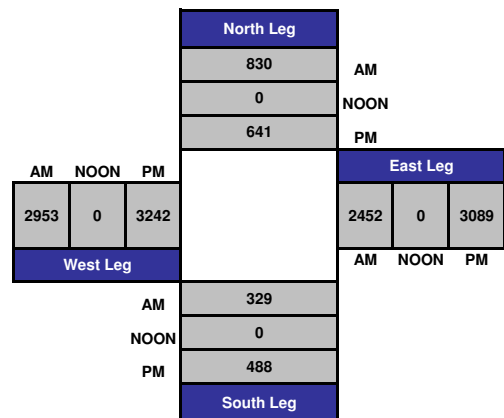 North Leg
830
AM
0
NOON
641
PM
AM NOON PM
East Leg
2953 0 3242
2452 0 3089
West Leg
AM NOON PM
329
AM
0
NOON
488
PM
South Leg